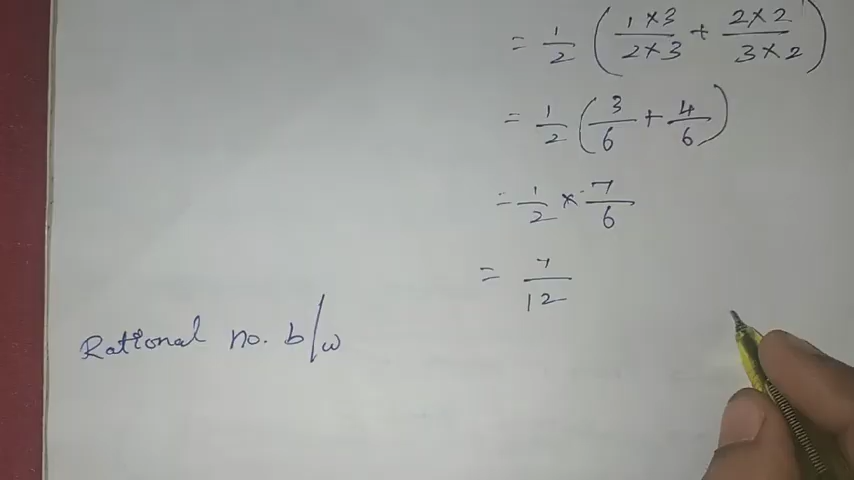 = 1/2 ( 1×3/2×3 + 2×2/3×2 )
= 1/2 ( 3/6 + 4/6 )
= 1/2 × 7/6
= 7/12
Rational no. b/w